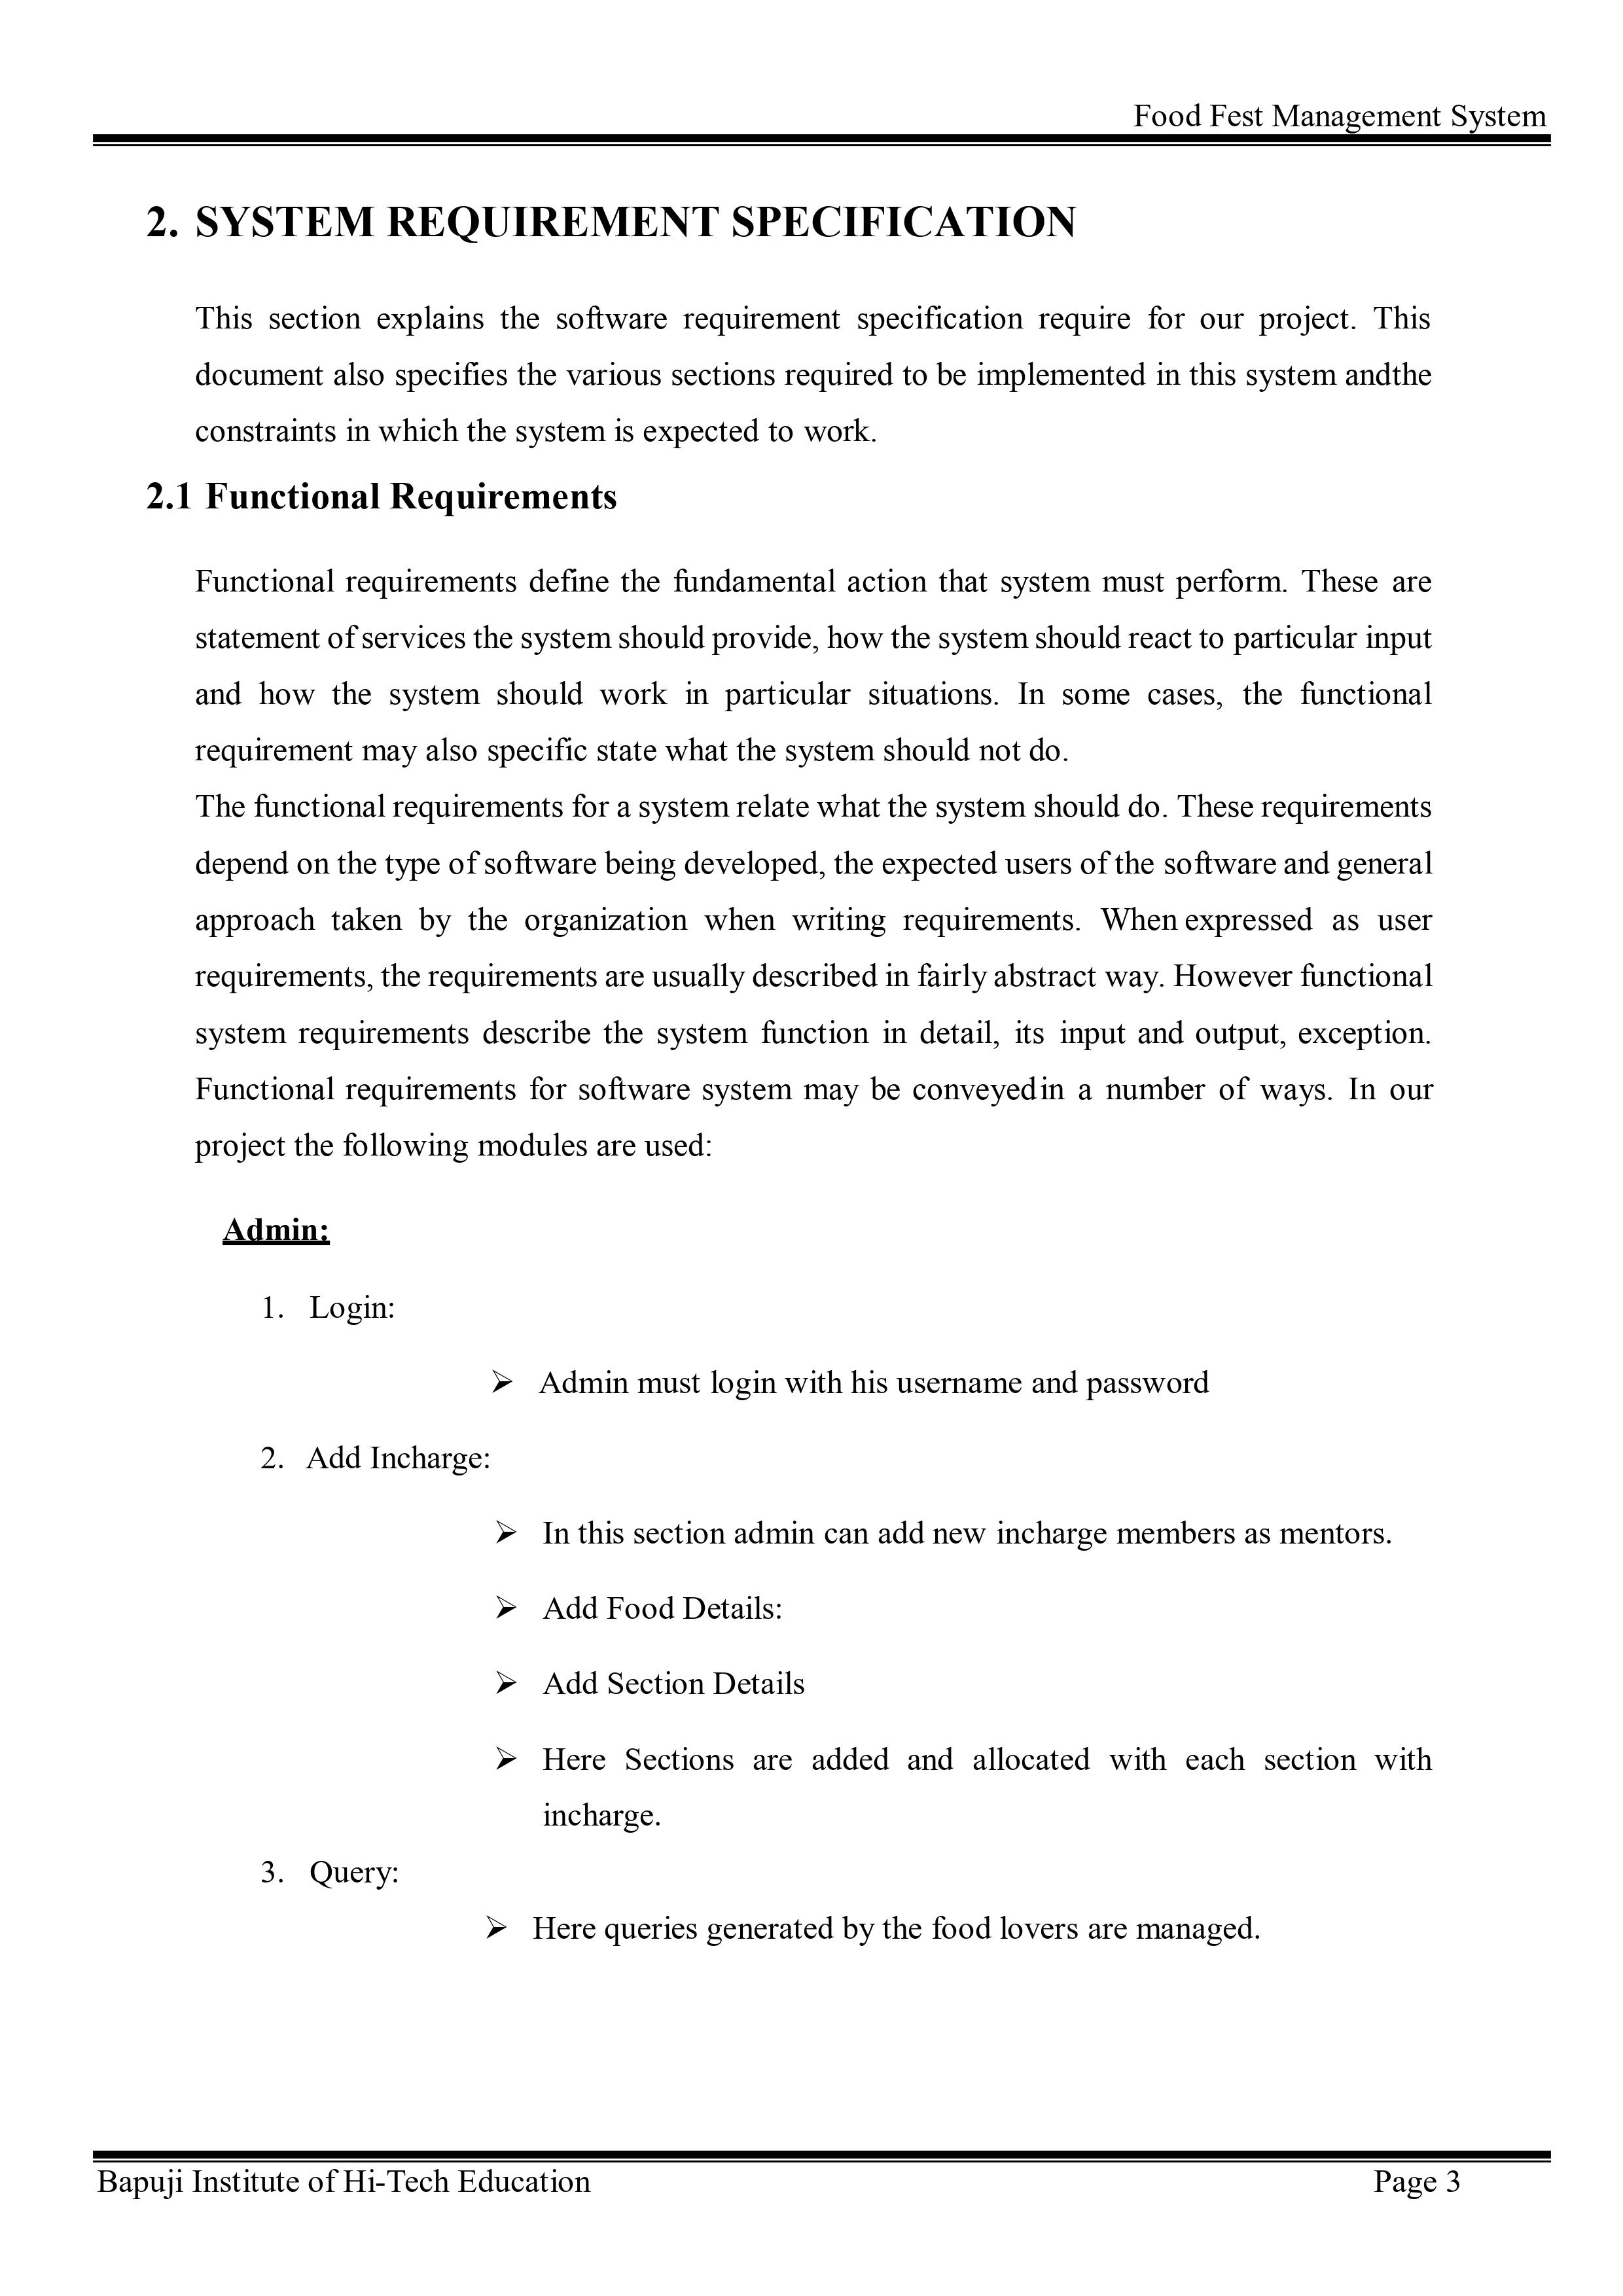 Food Fest Management System
2. SYSTEM REQUIREMENT SPECIFICATION
This section explains the software requirement specification require for our project. This
document also specifies the various sections required to be implemented in this system andthe
constraints in which the system is expected to work.
2.1 Functional Requirements
Functional requirements define the fundamental action that system must perform. These are
statement of services the system should provide, how the system should react to particular input
and how the system should work in particular situations. In some cases, the functional
requirement may also specific state what the system should not do.
The functional requirements for a system relate what the system should do. These requirements
depend on the type of software being developed, the expected users of the software and general
approach taken by the organization when writing requirements. When expressed as user
requirements, the requirements are usually described in fairly abstract way. However functional
system requirements describe the system function in detail, its input and output, exception.
Functional requirements for software system may be conveyedin a number of ways. In our
project the following modules are used:
Admin:
1. Login:
➢ Admin must login with his username and password
2. Add Incharge:
➢ In this section admin can add new incharge members as mentors.
➢ Add Food Details:
➢ Add Section Details
➢ Here Sections are added and allocated with each section with
incharge.
3. Query:
➢ Here queries generated by the food lovers are managed.
Bapuji Institute of Hi-Tech Education Page 3